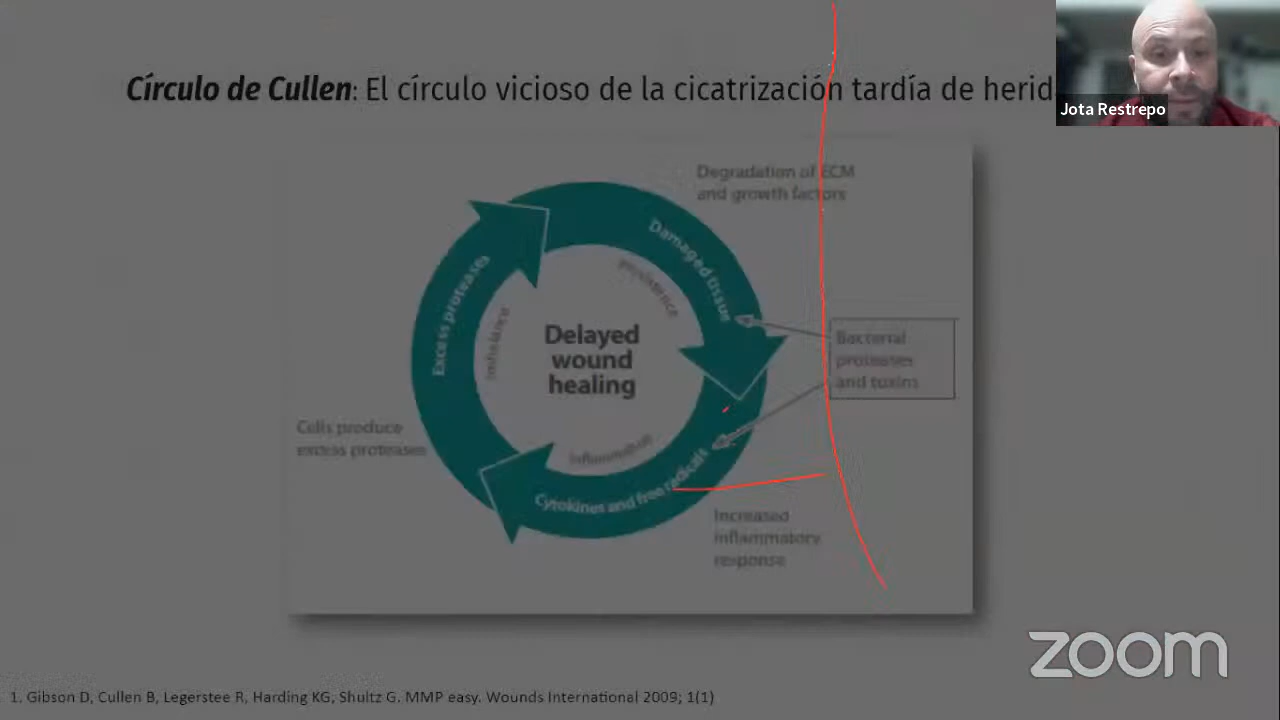 Círculo de Cullen: El círculo vicioso de la cicatrización tardía de herid
Jota Restrepo
Degradation of ECM
and growth factors
Damaged tissue
persistence
Excess proteases
imbalance
Delayed
wound
healing
Bacterial
proteases
and toxins
Cells produce
excess proteases
inflammation
Cytokines and free radicals
Increased
inflammatory
response
zoom
1. Gibson D, Cullen B, Legerstee R, Harding KG, Shultz G. MMP easy. Wounds International 2009; 1(1)